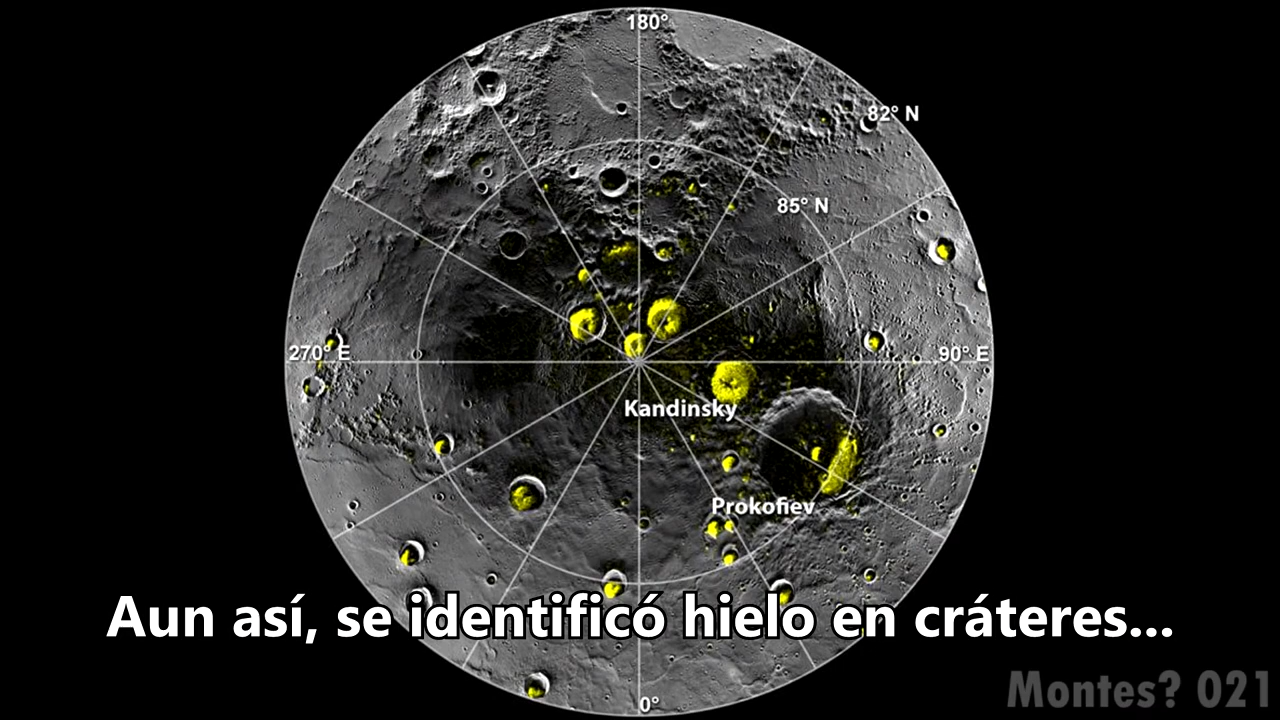 180°
82° N
85° N
270° E
90° E
Kandinsky
Prokofiev
Aun así, se identificó hielo en cráteres...
Montes? 021
0°